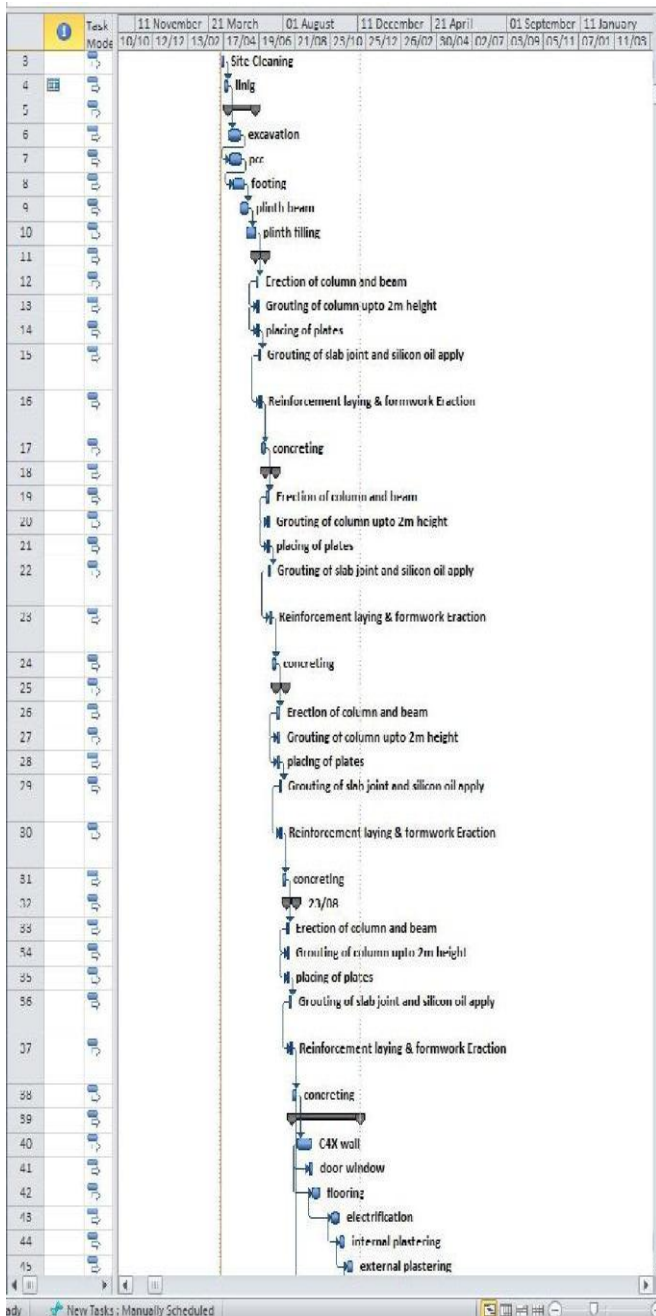 Task
Mode
11 November 21 March 01 August 11 December 21 April 01 September 11 January
10/10 12/12 13/02 17/04 19/06 21/08 23/10 25/12 26/02 30/04 02/07 03/09 05/11 07/01 11/03
3 Site Cleaning
4
5
6 excavation
7 pcc
8 footing
9 plinth beam
10 plinth filling
11
12 Erection of column and beam
13 Grouting of column upto 2m height
14 placing of plates
15 Grouting of slab joint and silicon oil apply
16 Reinforcement laying & formwork Eraction
17 concreting
18
19 Erection of column and beam
20 Grouting of column upto 2m height
21 placing of plates
22 Grouting of slab joint and silicon oil apply
23 Reinforcement laying & formwork Eraction
24 concreting
25
26 Erection of column and beam
27 Grouting of column upto 2m height
28 placing of plates
29 Grouting of slab joint and silicon oil apply
30 Reinforcement laying & formwork Eraction
31 concreting
32 23/08
33 Erection of column and beam
34 Grouting of column upto 2m height
35 placing of plates
36 Grouting of slab joint and silicon oil apply
37 Reinforcement laying & formwork Eraction
38 concreting
39
40 C4X wall
41 door window
42 flooring
43 electrification
44 internal plastering
45 external plastering
ady New Tasks : Manually Scheduled